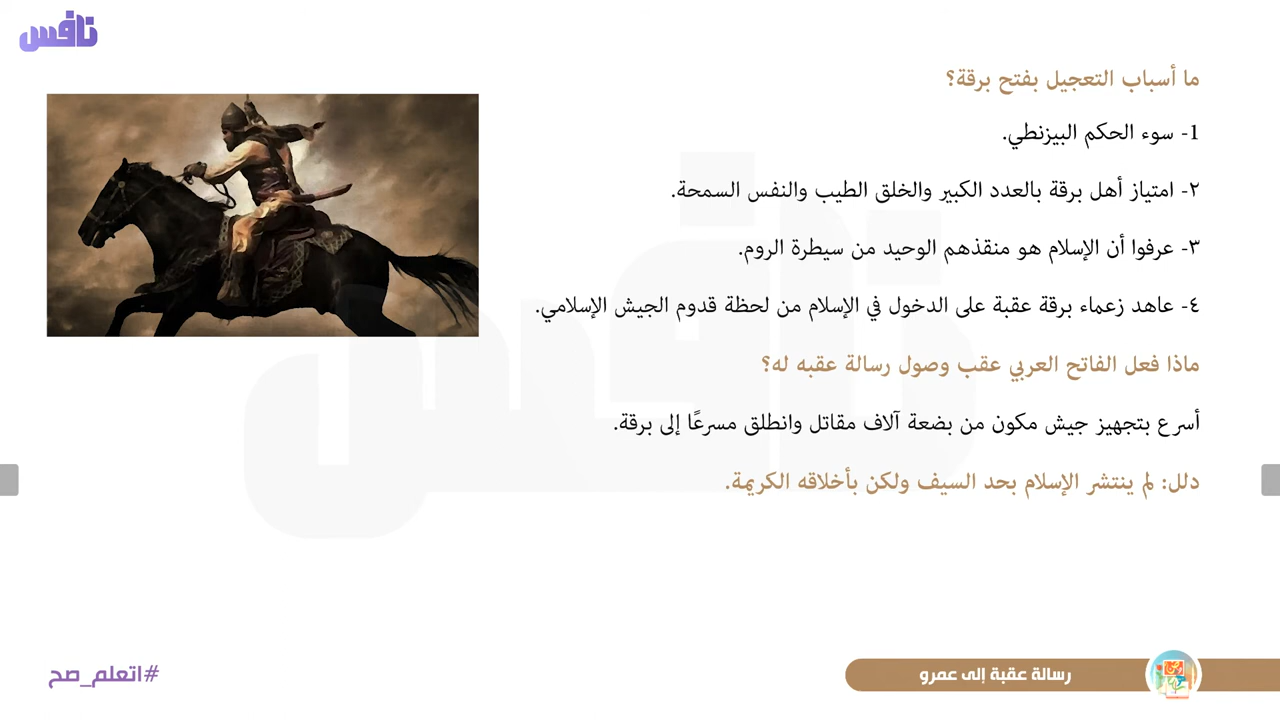 نافس
ما أسباب التعجيل بفتح برقة؟
1- سوء الحكم البيزنطي.
٢- امتياز أهل برقة بالعدد الكبير والخلق الطيب والنفس السمحة.
٣- عرفوا أن الإسلام هو منقذهم الوحيد من سيطرة الروم.
٤- عاهد زعماء برقة عقبة على الدخول في الإسلام من لحظة قدوم الجيش الإسلامي.
ماذا فعل الفاتح العربي عقب وصول رسالة عقبه له؟
أسرع بتجهيز جيش مكون من بضعة آلاف مقاتل وانطلق مسرعًا إلى برقة.
دلل: لم ينتشر الإسلام بحد السيف ولكن بأخلاقه الكريمة.
رسالة عقبة إلى عمرو
#اتعلم_صح